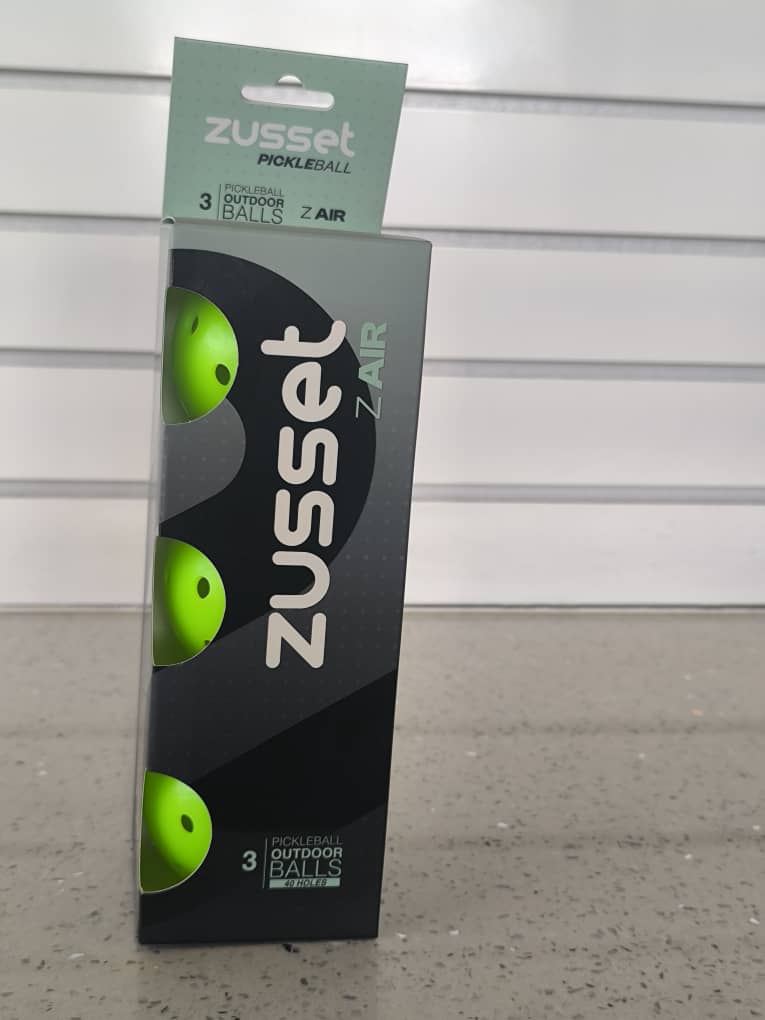 zusset
PICKLEBALL
3
PICKLEBALL
OUTDOOR
BALLS
Z AIR
zusset
Z AIR
3
PICKLEBALL
OUTDOOR
BALLS
40 HOLES